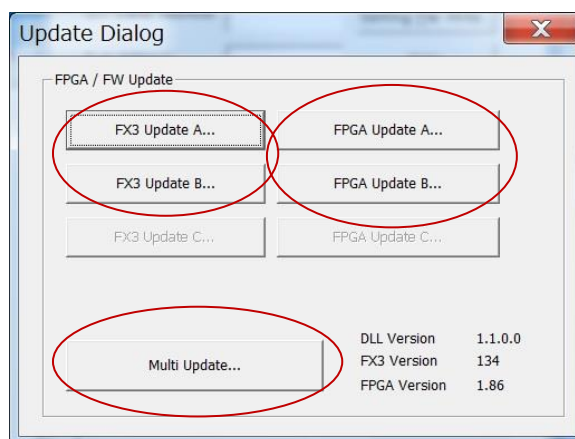 Update Dialog
X
FPGA / FW Update
FX3 Update A...
FPGA Update A...
FX3 Update B...
FPGA Update B...
FX3 Update C...
FPGA Update C...
Multi Update...
DLL Version 1.1.0.0
FX3 Version 134
FPGA Version 1.86